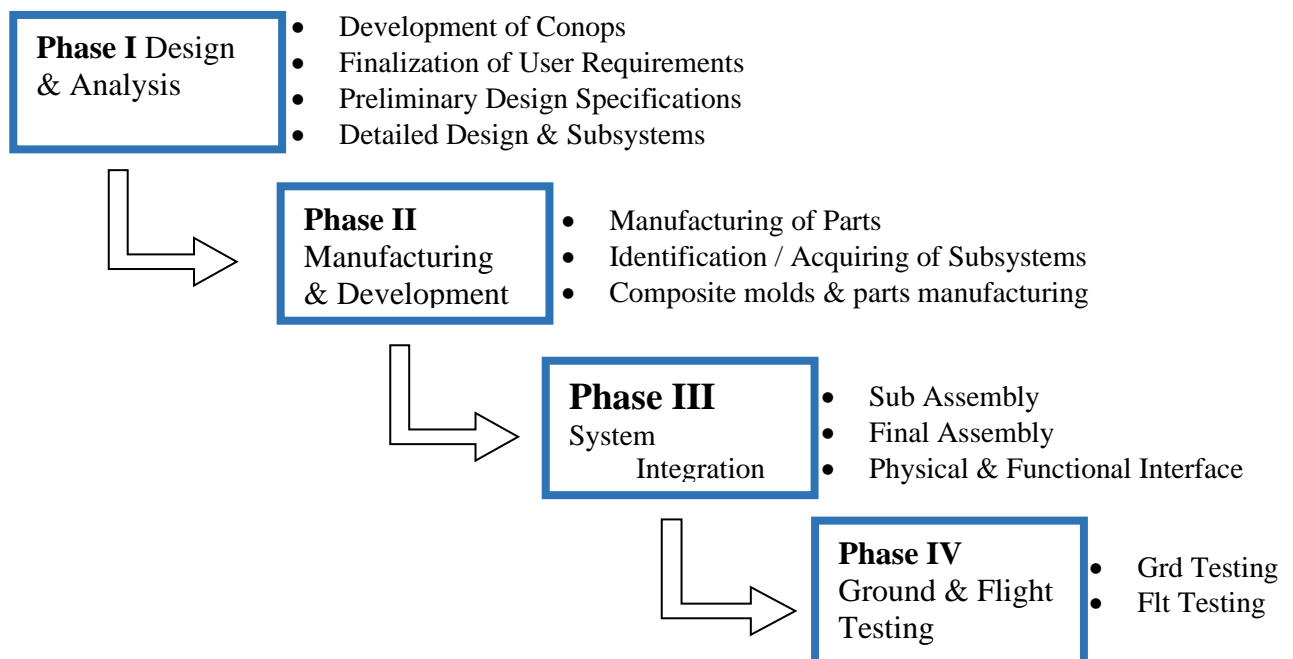 Phase I Design
& Analysis
• Development of Conops
• Finalization of User Requirements
• Preliminary Design Specifications
• Detailed Design & Subsystems
Phase II
Manufacturing
& Development
• Manufacturing of Parts
• Identification / Acquiring of Subsystems
• Composite molds & parts manufacturing
Phase III
System
Integration
• Sub Assembly
• Final Assembly
• Physical & Functional Interface
Phase IV
Ground & Flight
Testing
• Grd Testing
• Flt Testing